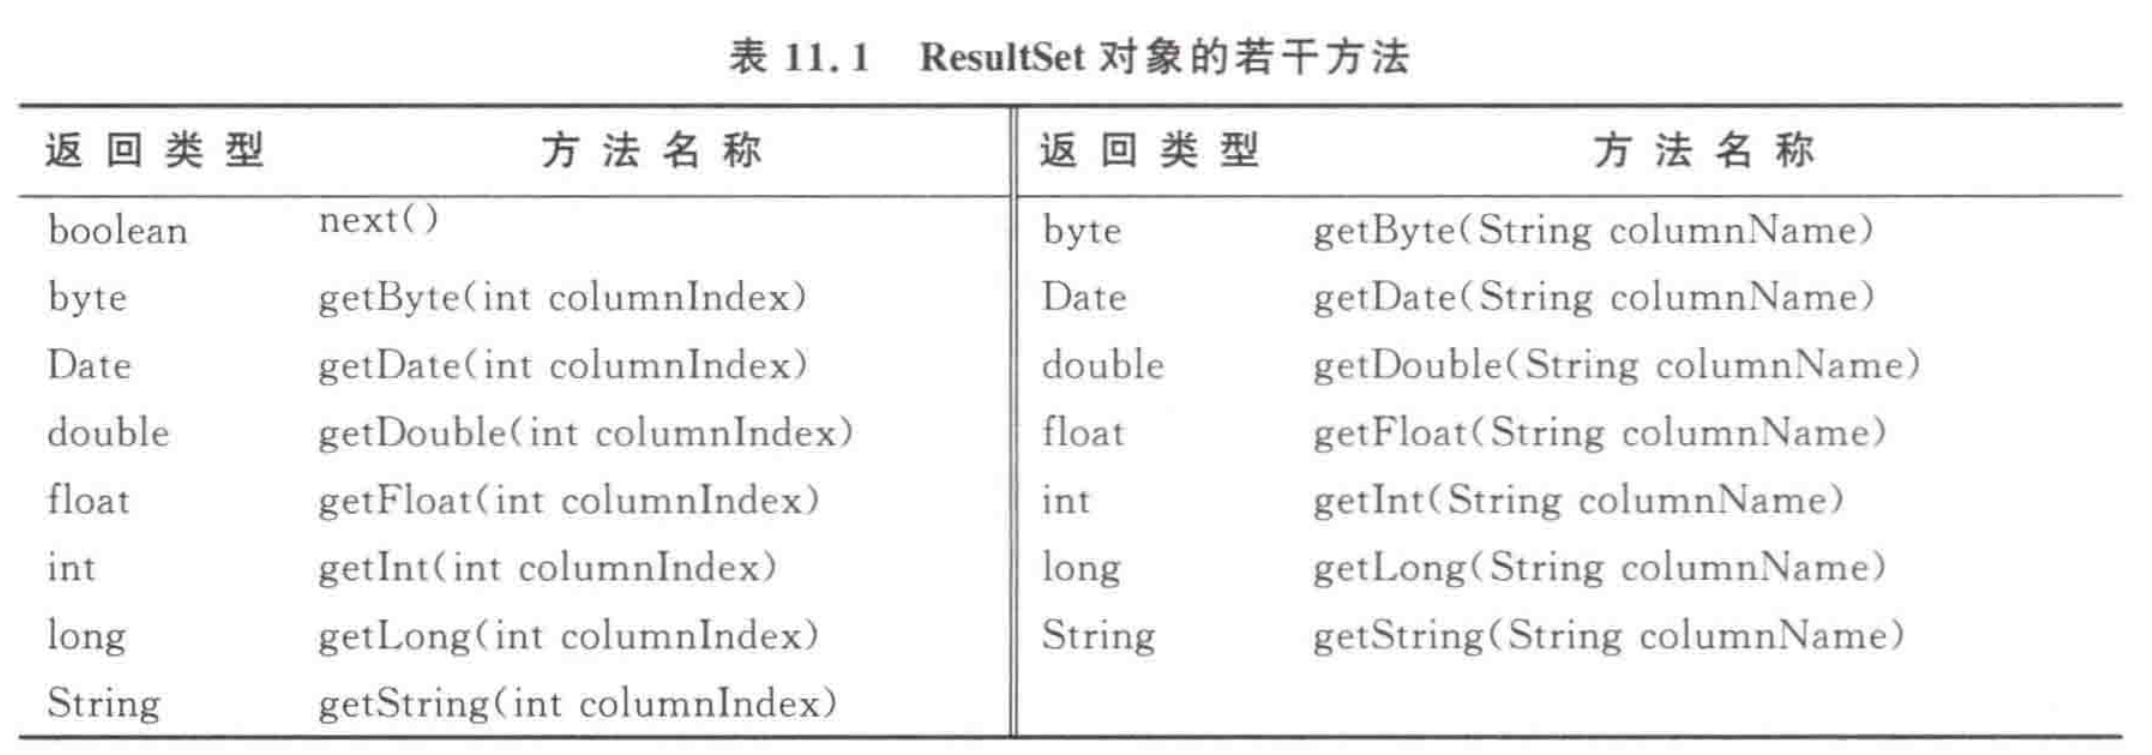 表 11.1 ResultSet 对象的若干方法
返回类型 方法名称 返回类型 方法名称
boolean next() byte getByte(String columnName)
byte getByte(int columnIndex) Date getDate(String columnName)
Date getDate(int columnIndex) double getDouble(String columnName)
double getDouble(int columnIndex) float getFloat(String columnName)
float getFloat(int columnIndex) int getInt(String columnName)
int getInt(int columnIndex) long getLong(String columnName)
long getLong(int columnIndex) String getString(String columnName)
String getString(int columnIndex)